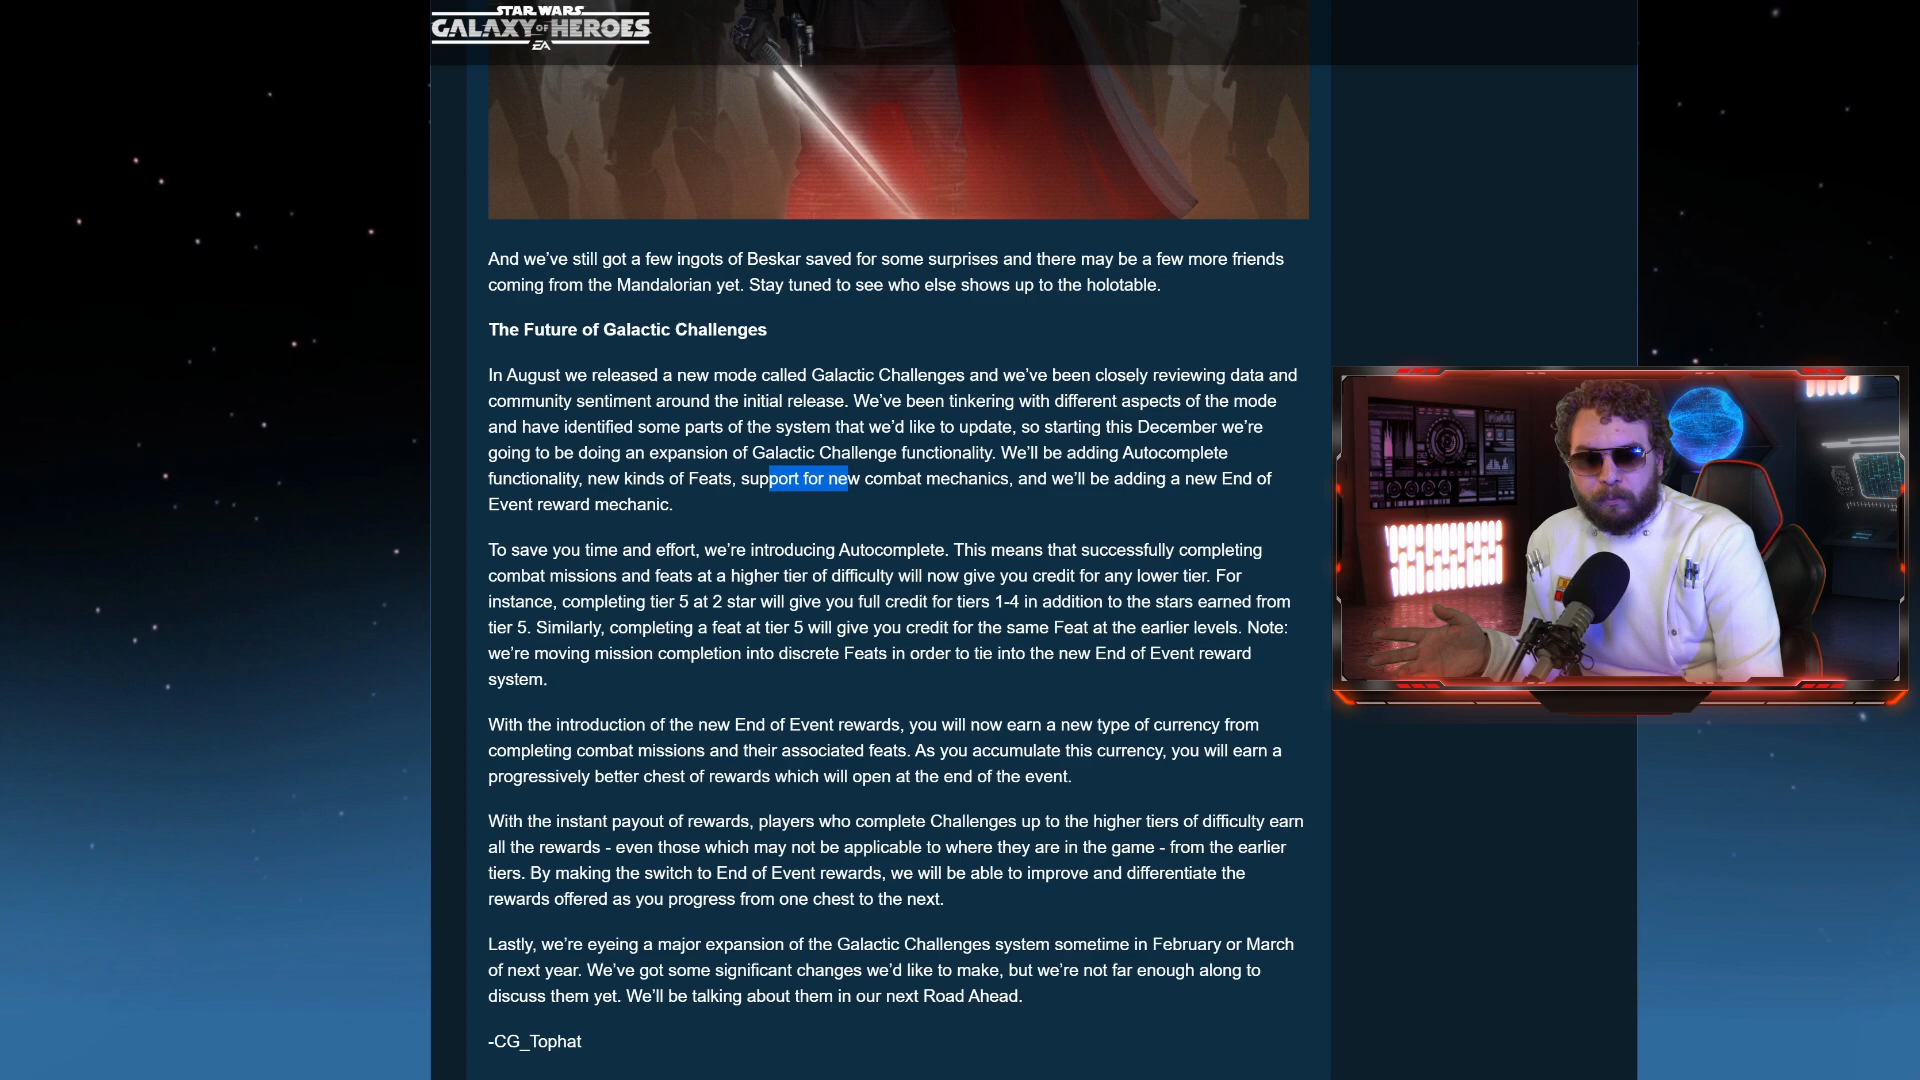 STAR WARS
GALAXY OF HEROES
EA
And we’ve still got a few ingots of Beskar saved for some surprises and there may be a few more friends
coming from the Mandalorian yet. Stay tuned to see who else shows up to the holotable.
The Future of Galactic Challenges
In August we released a new mode called Galactic Challenges and we’ve been closely reviewing data and
community sentiment around the initial release. We’ve been tinkering with different aspects of the mode
and have identified some parts of the system that we’d like to update, so starting this December we’re
going to be doing an expansion of Galactic Challenge functionality. We’ll be adding Autocomplete
functionality, new kinds of Feats, support for new combat mechanics, and we’ll be adding a new End of
Event reward mechanic.
To save you time and effort, we’re introducing Autocomplete. This means that successfully completing
combat missions and feats at a higher tier of difficulty will now give you credit for any lower tier. For
instance, completing tier 5 at 2 star will give you full credit for tiers 1-4 in addition to the stars earned from
tier 5. Similarly, completing a feat at tier 5 will give you credit for the same Feat at the earlier levels. Note:
we’re moving mission completion into discrete Feats in order to tie into the new End of Event reward
system.
With the introduction of the new End of Event rewards, you will now earn a new type of currency from
completing combat missions and their associated feats. As you accumulate this currency, you will earn a
progressively better chest of rewards which will open at the end of the event.
With the instant payout of rewards, players who complete Challenges up to the higher tiers of difficulty earn
all the rewards - even those which may not be applicable to where they are in the game - from the earlier
tiers. By making the switch to End of Event rewards, we will be able to improve and differentiate the
rewards offered as you progress from one chest to the next.
Lastly, we’re eyeing a major expansion of the Galactic Challenges system sometime in February or March
of next year. We’ve got some significant changes we’d like to make, but we’re not far enough along to
discuss them yet. We’ll be talking about them in our next Road Ahead.
-CG_Tophat